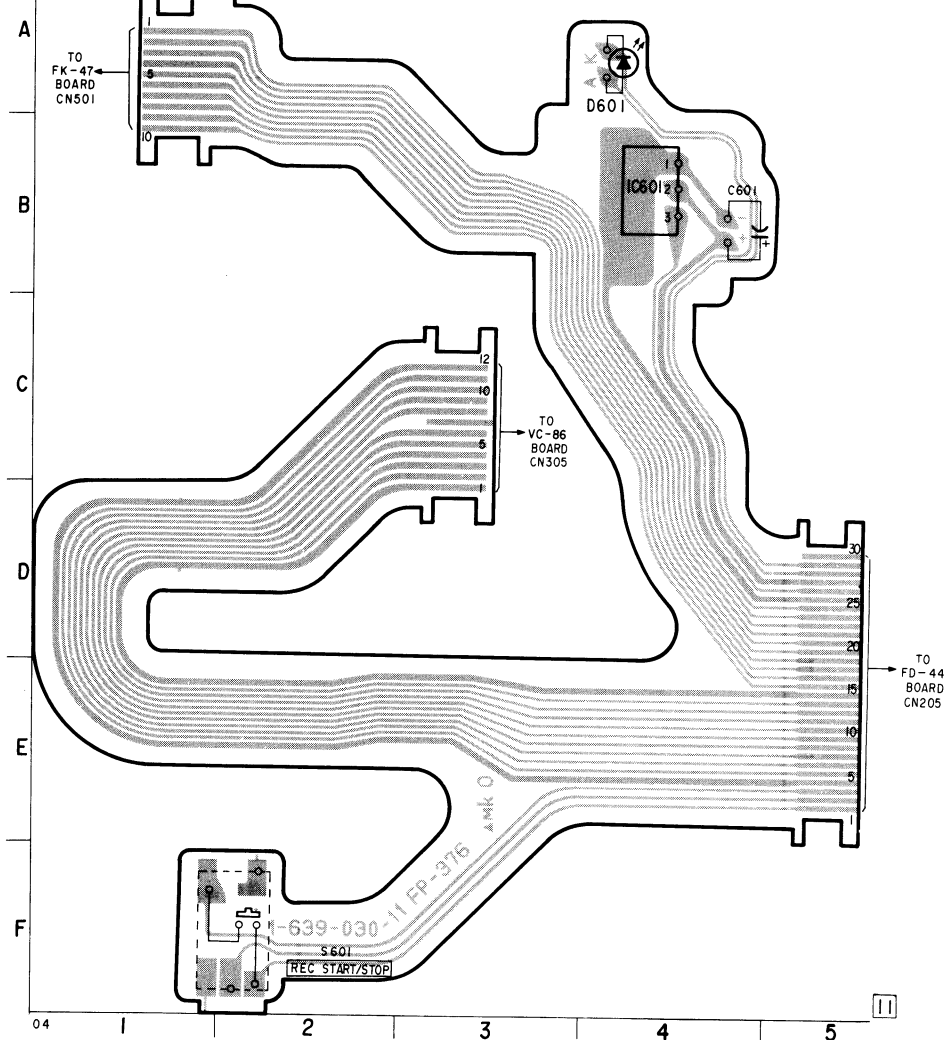 A
1
TO
FK-47
BOARD
CN501
5
10
K
A
D601
B
IC601
1
2
3
C601
-
+
+
C
12
10
5
1
TO
VC-86
BOARD
CN305
D
30
25
20
15
10
5
1
TO
FD-44
BOARD
CN205
E
F
1-639-030-11 FP-376 AMK O
S601
REC START/STOP
11
04
1
2
3
4
5